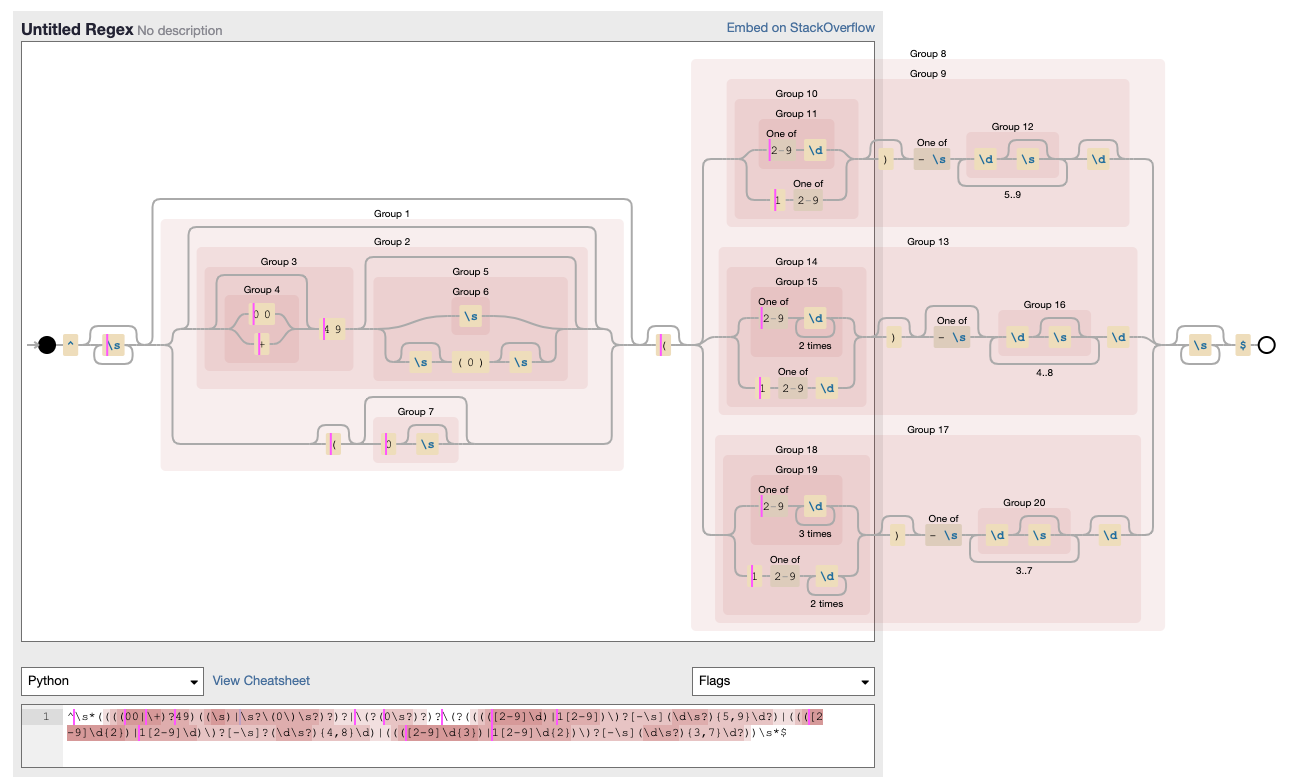 Untitled Regex No description
Embed on StackOverflow
Group 8
Group 9
Group 10
Group 11
One of
2-9 \d
One of
1 2-9
)
One of
- \s
Group 12
\d \s
5..9
\d
Group 1
Group 2
Group 3
Group 4
0 0
+
4 9
Group 5
Group 6
\s
\s ( 0 ) \s
Group 7
( 0 \s
^ \s
(
Group 13
Group 14
Group 15
One of
2-9 \d
2 times
One of
1 2-9 \d
)
One of
- \s
Group 16
\d \s
4..8
\d
Group 17
Group 18
Group 19
One of
2-9 \d
3 times
One of
1 2-9 \d
2 times
)
One of
- \s
Group 20
\d \s
3..7
\d
\s $
Python
View Cheatsheet
Flags
1 ^\s*((((00|\+)?49)((\s)|\s?\(0\)\s?)?)?|\(?(0\s?)?)?\(?(((([2-9]\d)|1[2-9])\)?[-\s](\d\s?){5,9}\d?)|((([2
-9]\d{2})|1[2-9]\d)\)?[-\s]?(\d\s?){4,8}\d)|((([2-9]\d{3})|1[2-9]\d{2})\)?[-\s](\d\s?){3,7}\d?))\s*$